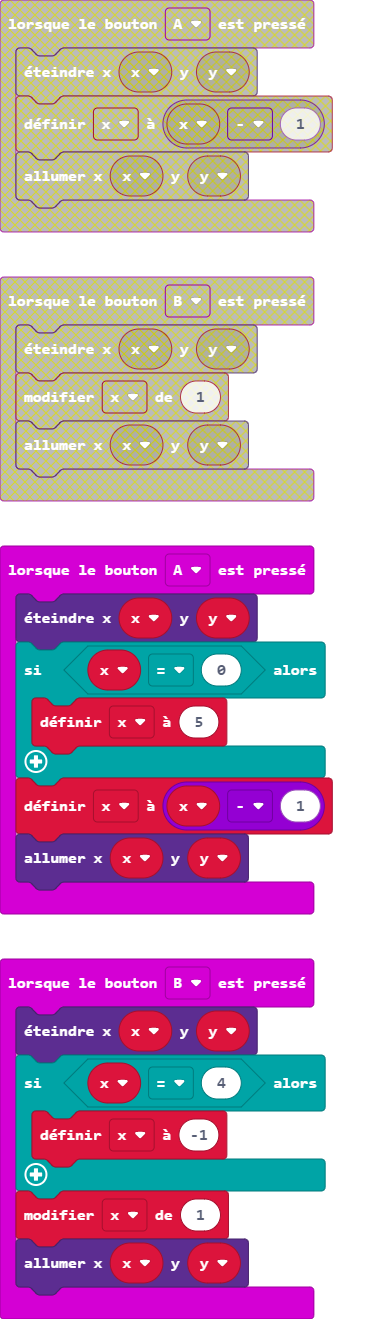 lorsque le bouton A est pressé
éteindre x x y y
définir x à x - 1
allumer x x y y
lorsque le bouton B est pressé
éteindre x x y y
modifier x de 1
allumer x x y y
lorsque le bouton A est pressé
éteindre x x y y
si x = 0 alors
définir x à 5
définir x à x - 1
allumer x x y y
lorsque le bouton B est pressé
éteindre x x y y
si x = 4 alors
définir x à -1
modifier x de 1
allumer x x y y